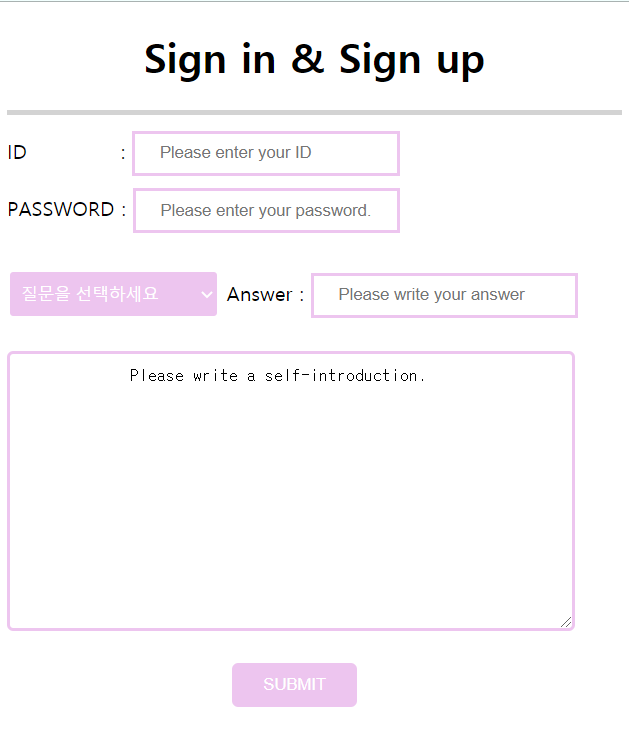 Sign in & Sign up
ID : Please enter your ID
PASSWORD : Please enter your password.
질문을 선택하세요 Answer : Please write your answer
Please write a self-introduction.
SUBMIT